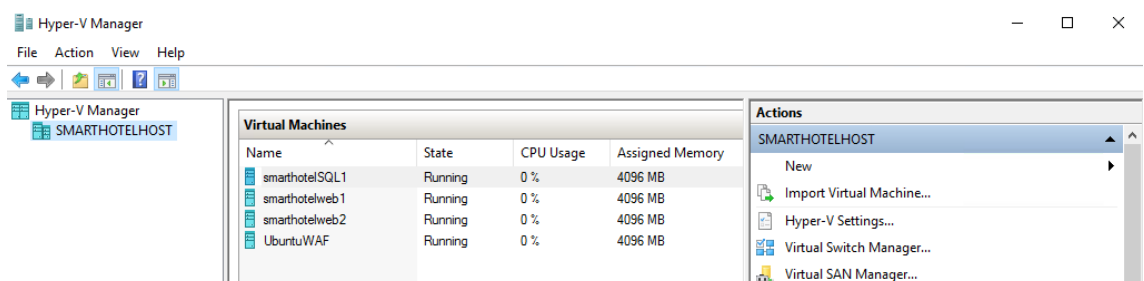 Hyper-V Manager
File Action View Help
Hyper-V Manager
SMARTHOTELHOST
Virtual Machines
Name State CPU Usage Assigned Memory
smarthotelSQL1 Running 0 % 4096 MB
smarthotelweb1 Running 0 % 4096 MB
smarthotelweb2 Running 0 % 4096 MB
UbuntuWAF Running 0 % 4096 MB
Actions
SMARTHOTELHOST
New
Import Virtual Machine...
Hyper-V Settings...
Virtual Switch Manager...
Virtual SAN Manager...